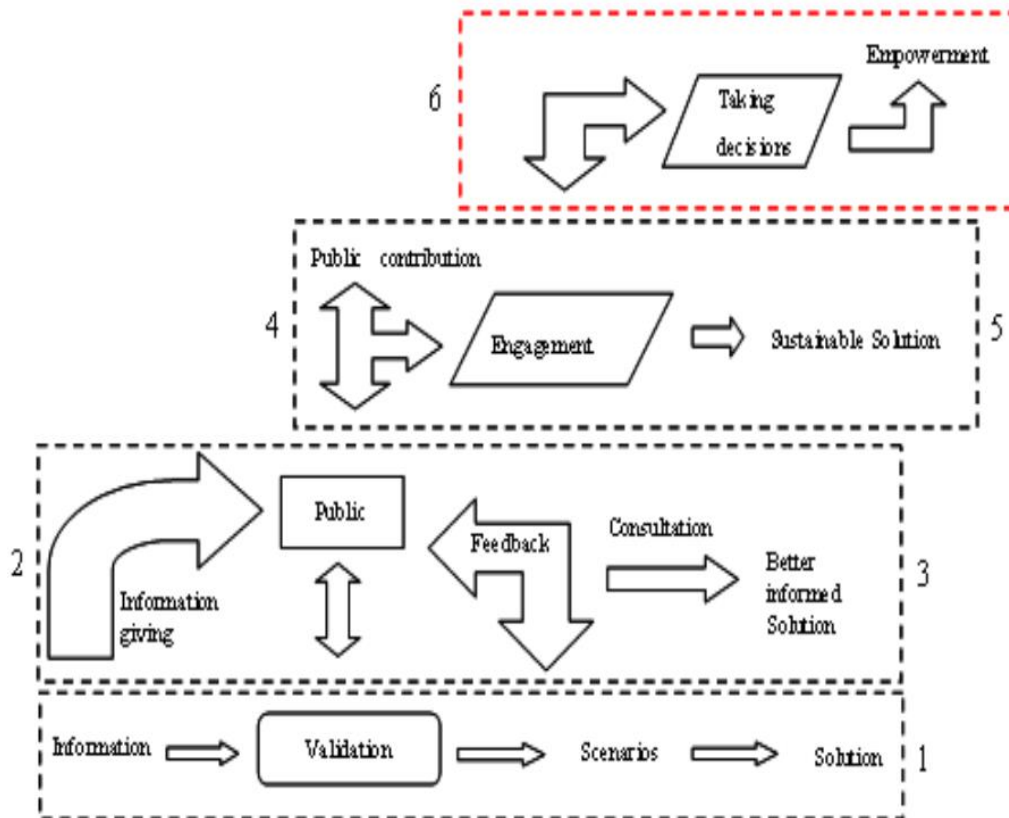 Empowerment
6
Taking
decisions
Public contribution
4
Engagement
Sustainable Solution
5
2
Public
Feedback
Consultation
Information
giving
Better
informed
Solution
3
Information
Validation
Scenarios
Solution
1